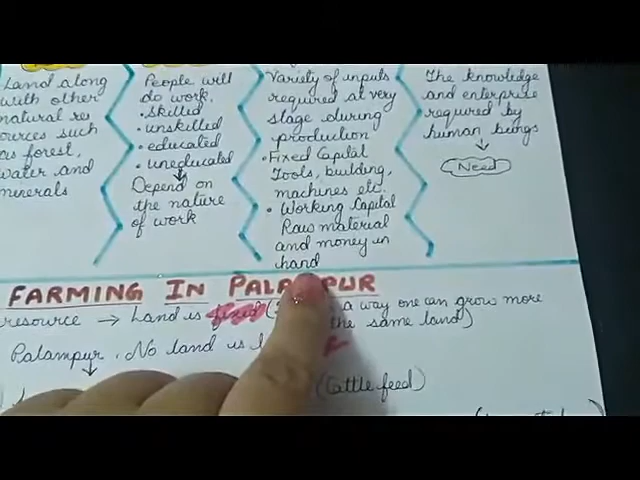 Land along
with other
natural res
ources such
as forest,
water and
minerals
People will
do work.
• skilled
• unskilled
• educated
• uneducated
Depend on
the nature
of work
Variety of inputs
required at very
stage during
production
• Fixed Capital
Tools, building,
machines etc.
• Working Capital
Raw material
and money in
hand
The knowledge
and enterprise
required by
human beings
Need
FARMING IN PALAMPUR
resource → Land is fixed ( a way one can grow more
the same land)
Palampur. No land is
(Cattle feed)